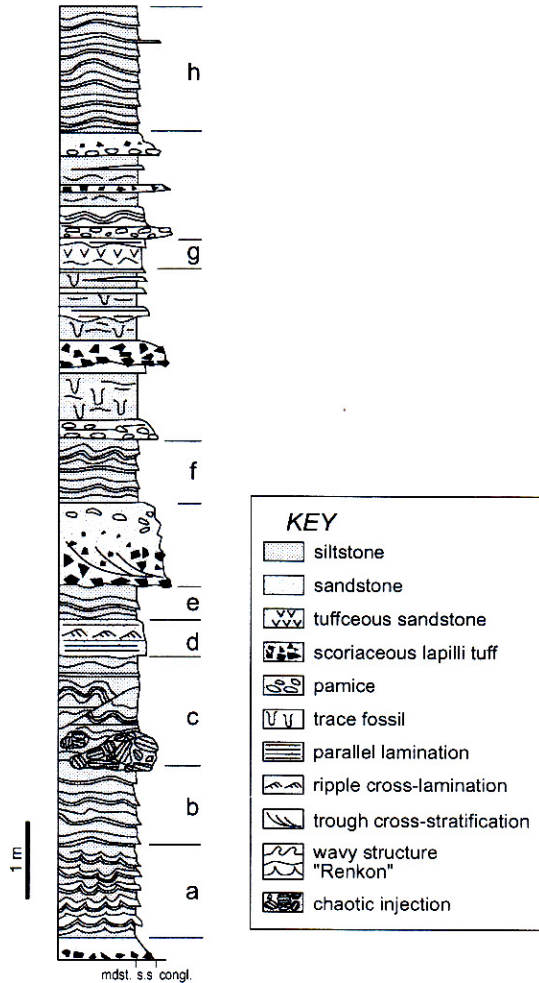 h
g
f
e
d
c
b
a
1 m
mdst. s.s congl.
KEY
siltstone
sandstone
tuffceous sandstone
scoriaceous lapilli tuff
pamice
trace fossil
parallel lamination
ripple cross-lamination
trough cross-stratification
wavy structure
"Renkon"
chaotic injection